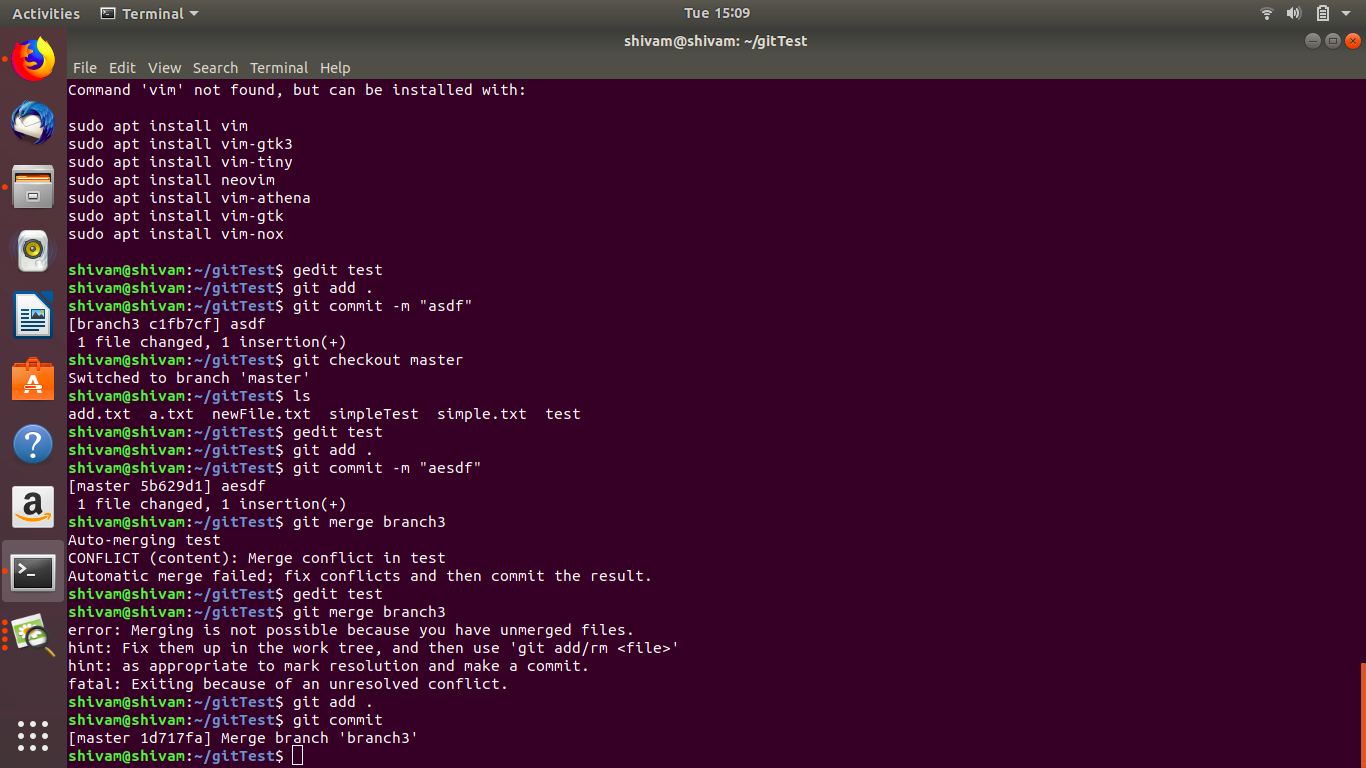 Activities Terminal Tue 15:09
shivam@shivam: ~/gitTest
File Edit View Search Terminal Help
Command 'vim' not found, but can be installed with:
sudo apt install vim
sudo apt install vim-gtk3
sudo apt install vim-tiny
sudo apt install neovim
sudo apt install vim-athena
sudo apt install vim-gtk
sudo apt install vim-nox
shivam@shivam:~/gitTest$ gedit test
shivam@shivam:~/gitTest$ git add .
shivam@shivam:~/gitTest$ git commit -m "asdf"
[branch3 c1fb7cf] asdf
 1 file changed, 1 insertion(+)
shivam@shivam:~/gitTest$ git checkout master
Switched to branch 'master'
shivam@shivam:~/gitTest$ ls
add.txt  a.txt  newFile.txt  simpleTest  simple.txt  test
shivam@shivam:~/gitTest$ gedit test
shivam@shivam:~/gitTest$ git add .
shivam@shivam:~/gitTest$ git commit -m "aesdf"
[master 5b629d1] aesdf
 1 file changed, 1 insertion(+)
shivam@shivam:~/gitTest$ git merge branch3
Auto-merging test
CONFLICT (content): Merge conflict in test
Automatic merge failed; fix conflicts and then commit the result.
shivam@shivam:~/gitTest$ gedit test
shivam@shivam:~/gitTest$ git merge branch3
error: Merging is not possible because you have unmerged files.
hint: Fix them up in the work tree, and then use 'git add/rm <file>'
hint: as appropriate to mark resolution and make a commit.
fatal: Exiting because of an unresolved conflict.
shivam@shivam:~/gitTest$ git add .
shivam@shivam:~/gitTest$ git commit
[master 1d717fa] Merge branch 'branch3'
shivam@shivam:~/gitTest$